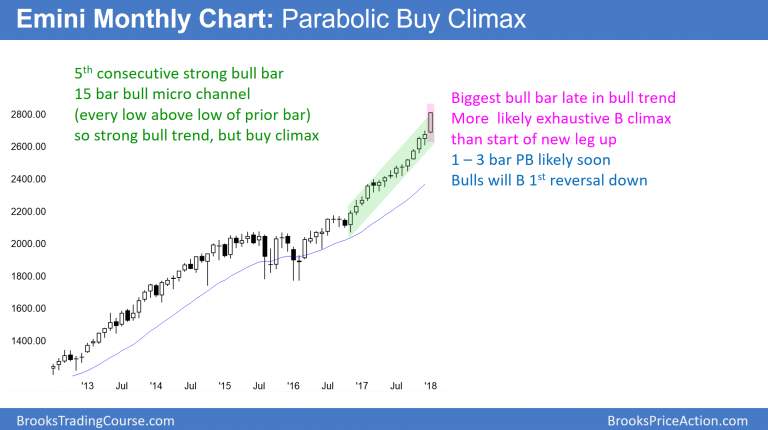 Emini Monthly Chart: Parabolic Buy Climax
5th consecutive strong bull bar
15 bar bull micro channel
(every low above low of prior bar)
so strong bull trend, but buy climax
Biggest bull bar late in bull trend
More likely exhaustive B climax
than start of new leg up
1 – 3 bar PB likely soon
Bulls will B 1st reversal down
2800.00
2600.00
2400.00
2200.00
2000.00
1800.00
1600.00
1400.00
'13 Jul '14 Jul '15 Jul '16 Jul '17 Jul '18
BrooksTradingCourse.com BrooksPriceAction.com